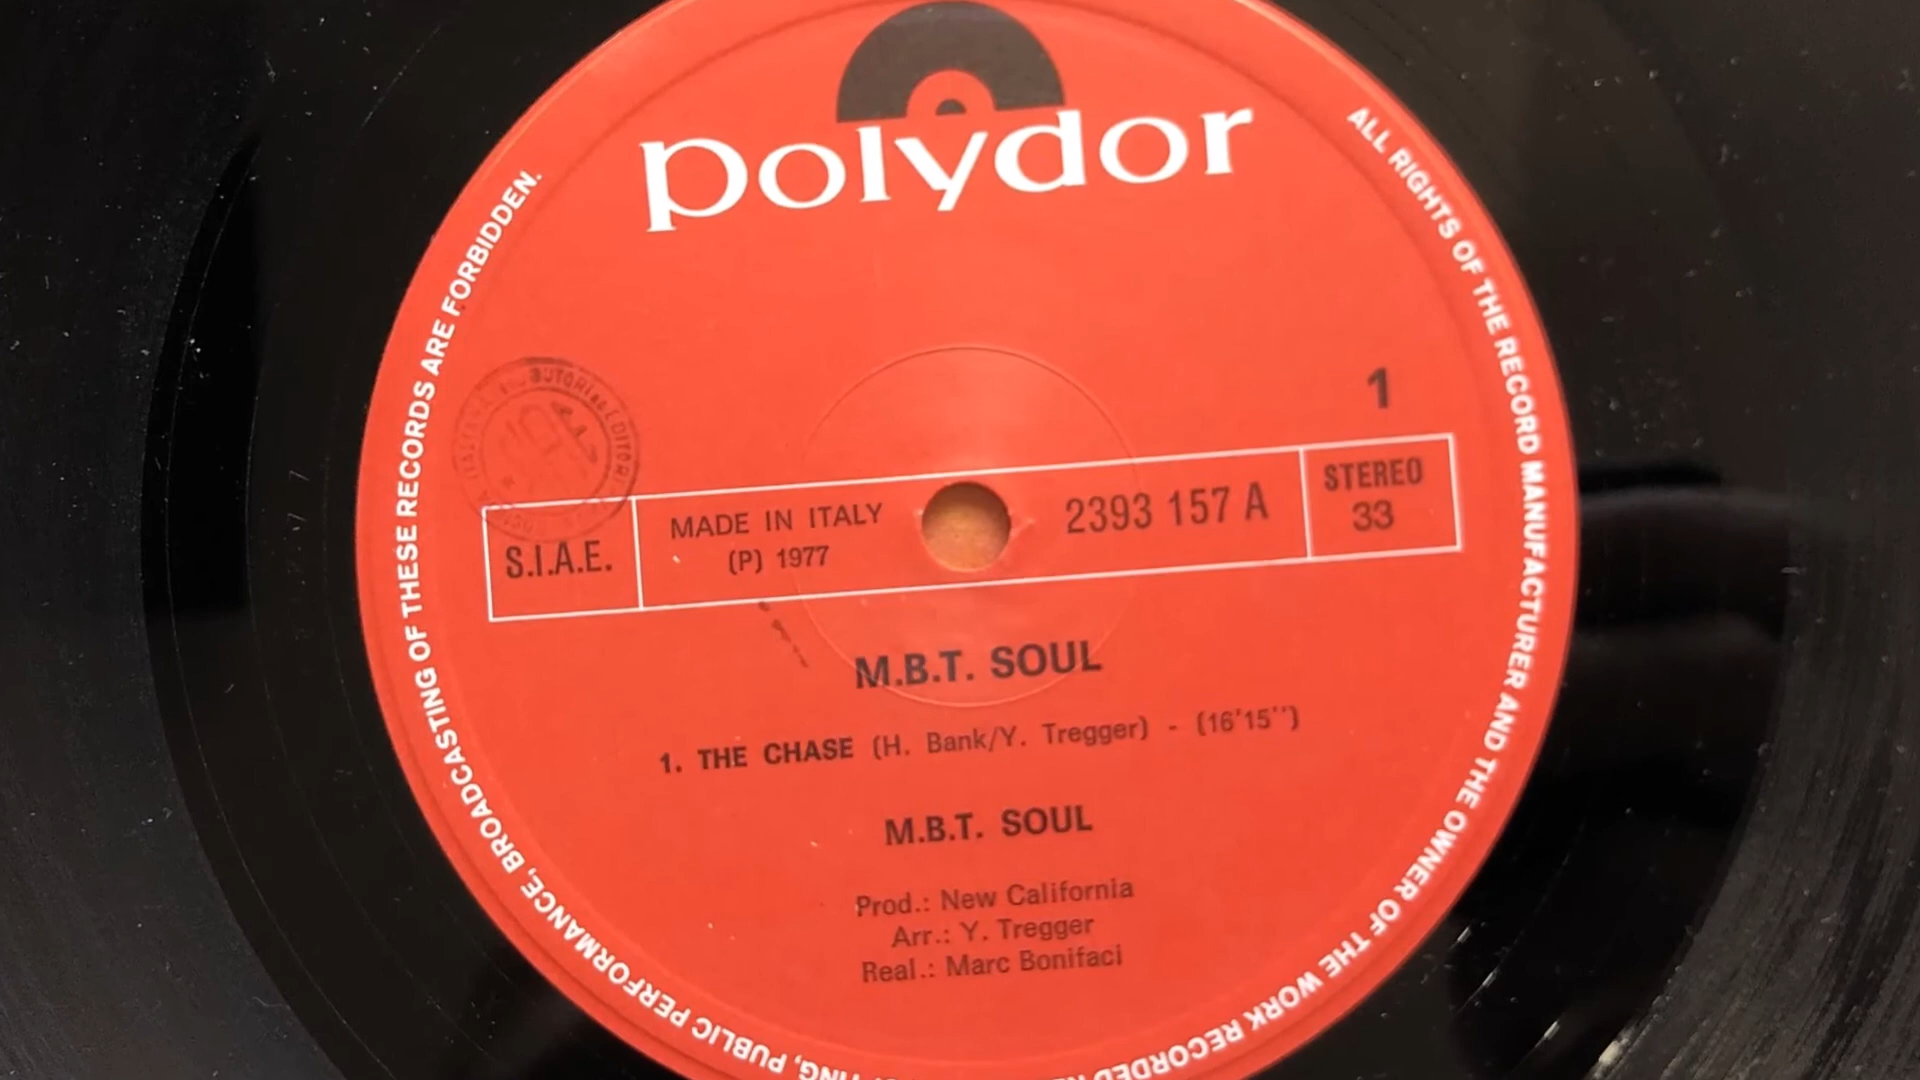 polydor
ALL RIGHTS OF THE RECORD MANUFACTURER AND THE OWNER OF THE WORK RECORDED
PUBLIC PERFORMANCE, BROADCASTING OF THESE RECORDS ARE FORBIDDEN.
1
S.I.A.E.
MADE IN ITALY
(P) 1977
2393 157 A
STEREO
33
M.B.T. SOUL
1. THE CHASE (H. Bank/Y. Tregger) - (16'15'')
M.B.T. SOUL
Prod.: New California
Arr.: Y. Tregger
Real.: Marc Bonifaci